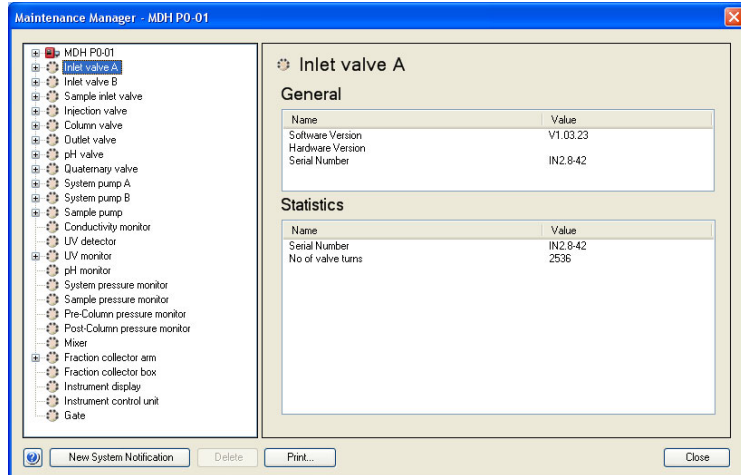 Maintenance Manager - MDH P0-01
MDH P0-01
Inlet valve A
Inlet valve B
Sample inlet valve
Injection valve
Column valve
Outlet valve
pH valve
Quaternary valve
System pump A
System pump B
Sample pump
Conductivity monitor
UV detector
UV monitor
pH monitor
System pressure monitor
Sample pressure monitor
Pre-Column pressure monitor
Post-Column pressure monitor
Mixer
Fraction collector arm
Fraction collector box
Instrument display
Instrument control unit
Gate
Inlet valve A
General
Name Value
Software Version V1.03.23
Hardware Version
Serial Number IN2.8-42
Statistics
Name Value
Serial Number IN2.8-42
No of valve turns 2536
? New System Notification Delete Print... Close